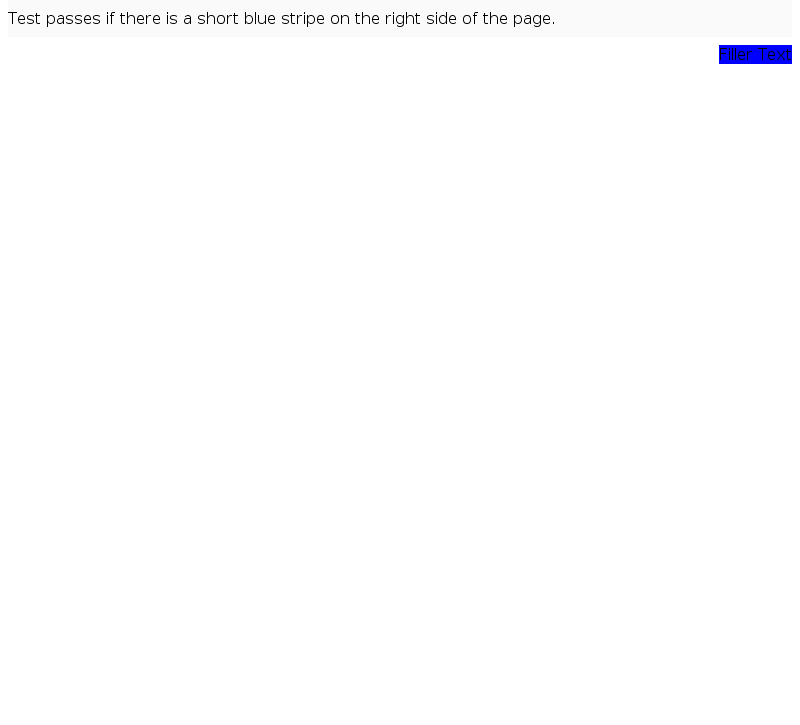 Test passes if there is a short blue stripe on the right side of the page.
Filler Text